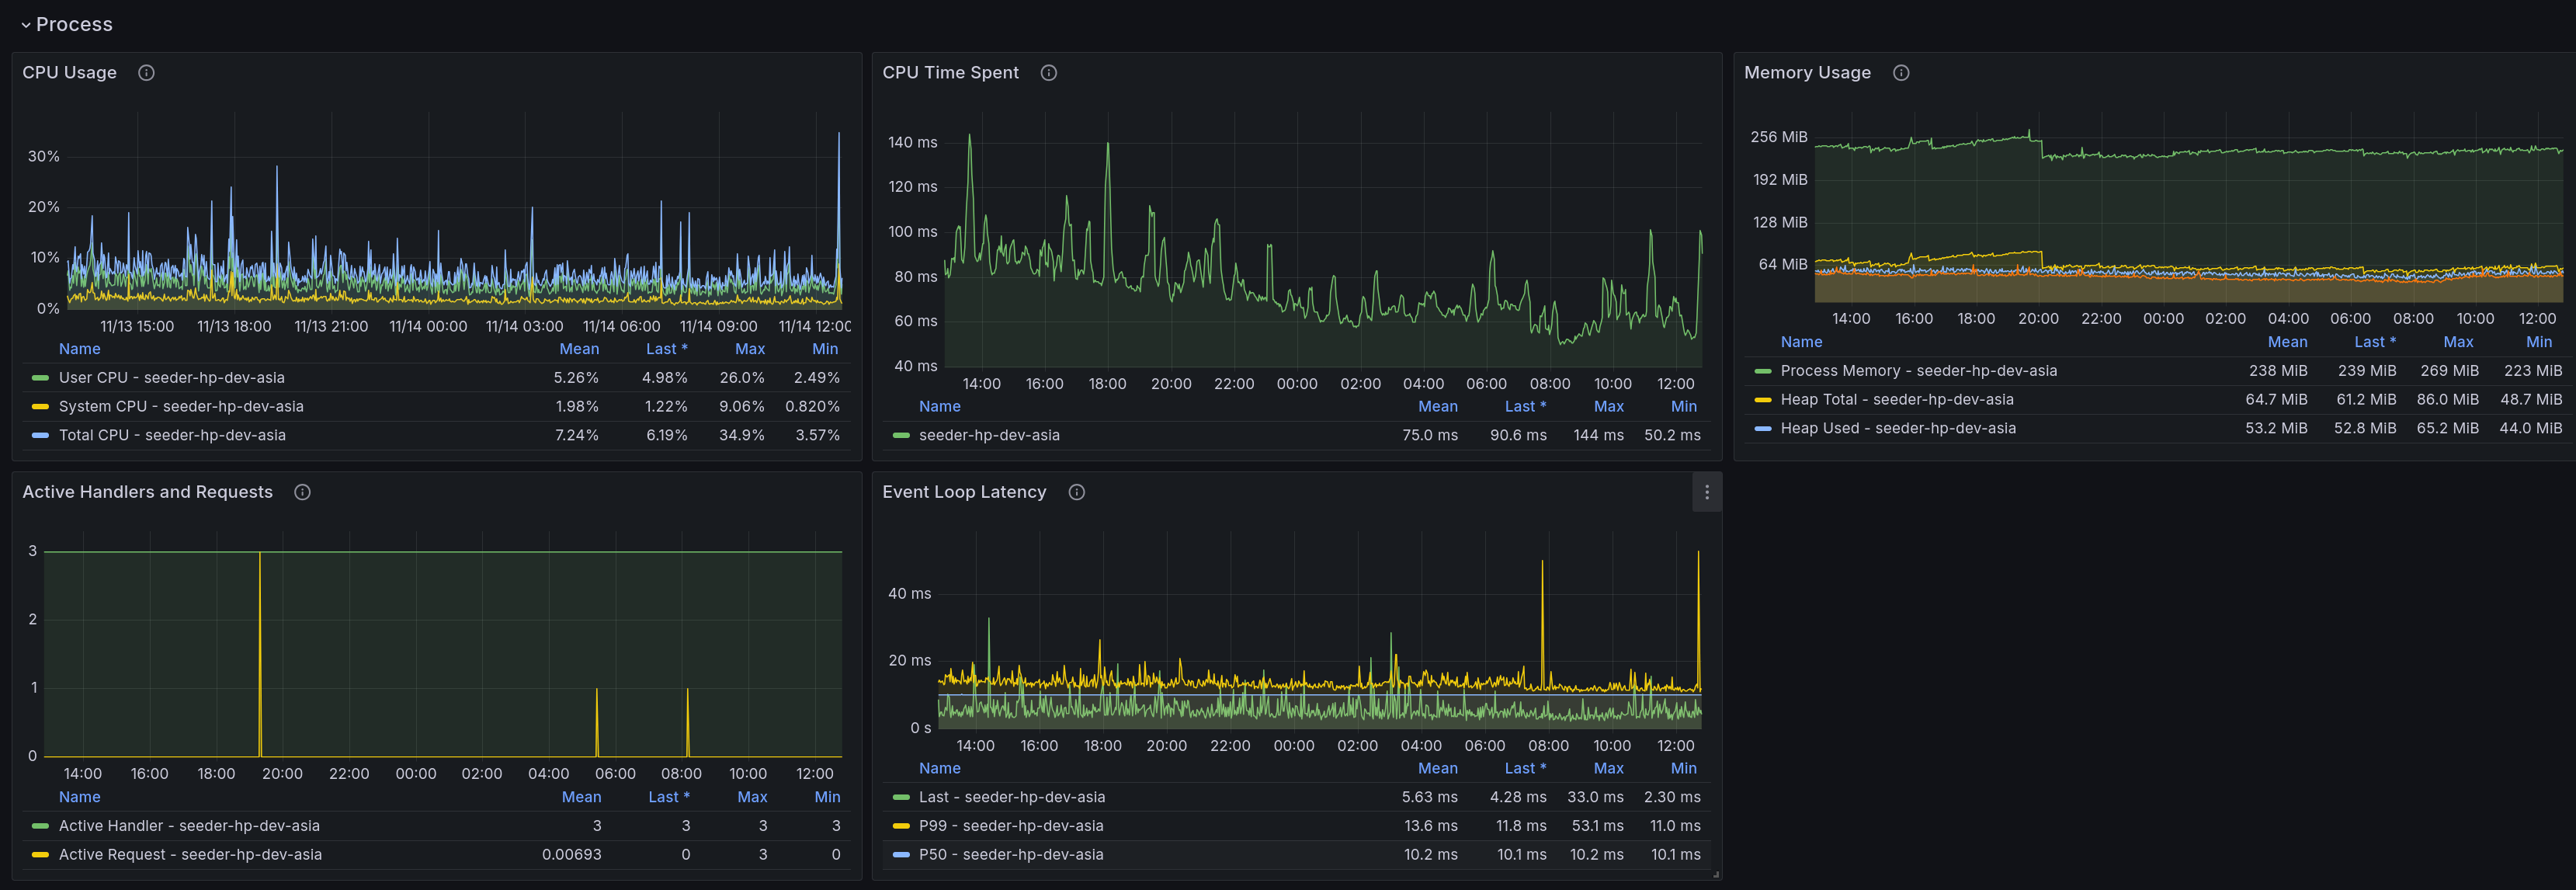 Process
CPU Usage
30%
20%
10%
0%
11/13 15:00 11/13 18:00 11/13 21:00 11/14 00:00 11/14 03:00 11/14 06:00 11/14 09:00 11/14 12:00
Name Mean Last * Max Min
User CPU - seeder-hp-dev-asia 5.26% 4.98% 26.0% 2.49%
System CPU - seeder-hp-dev-asia 1.98% 1.22% 9.06% 0.820%
Total CPU - seeder-hp-dev-asia 7.24% 6.19% 34.9% 3.57%
CPU Time Spent
140 ms
120 ms
100 ms
80 ms
60 ms
40 ms
14:00 16:00 18:00 20:00 22:00 00:00 02:00 04:00 06:00 08:00 10:00 12:00
Name Mean Last * Max Min
seeder-hp-dev-asia 75.0 ms 90.6 ms 144 ms 50.2 ms
Memory Usage
256 MiB
192 MiB
128 MiB
64 MiB
14:00 16:00 18:00 20:00 22:00 00:00 02:00 04:00 06:00 08:00 10:00 12:00
Name Mean Last * Max Min
Process Memory - seeder-hp-dev-asia 238 MiB 239 MiB 269 MiB 223 MiB
Heap Total - seeder-hp-dev-asia 64.7 MiB 61.2 MiB 86.0 MiB 48.7 MiB
Heap Used - seeder-hp-dev-asia 53.2 MiB 52.8 MiB 65.2 MiB 44.0 MiB
Active Handlers and Requests
3
2
1
0
14:00 16:00 18:00 20:00 22:00 00:00 02:00 04:00 06:00 08:00 10:00 12:00
Name Mean Last * Max Min
Active Handler - seeder-hp-dev-asia 3 3 3 3
Active Request - seeder-hp-dev-asia 0.00693 0 3 0
Event Loop Latency
40 ms
20 ms
0 s
14:00 16:00 18:00 20:00 22:00 00:00 02:00 04:00 06:00 08:00 10:00 12:00
Name Mean Last * Max Min
Last - seeder-hp-dev-asia 5.63 ms 4.28 ms 33.0 ms 2.30 ms
P99 - seeder-hp-dev-asia 13.6 ms 11.8 ms 53.1 ms 11.0 ms
P50 - seeder-hp-dev-asia 10.2 ms 10.1 ms 10.2 ms 10.1 ms